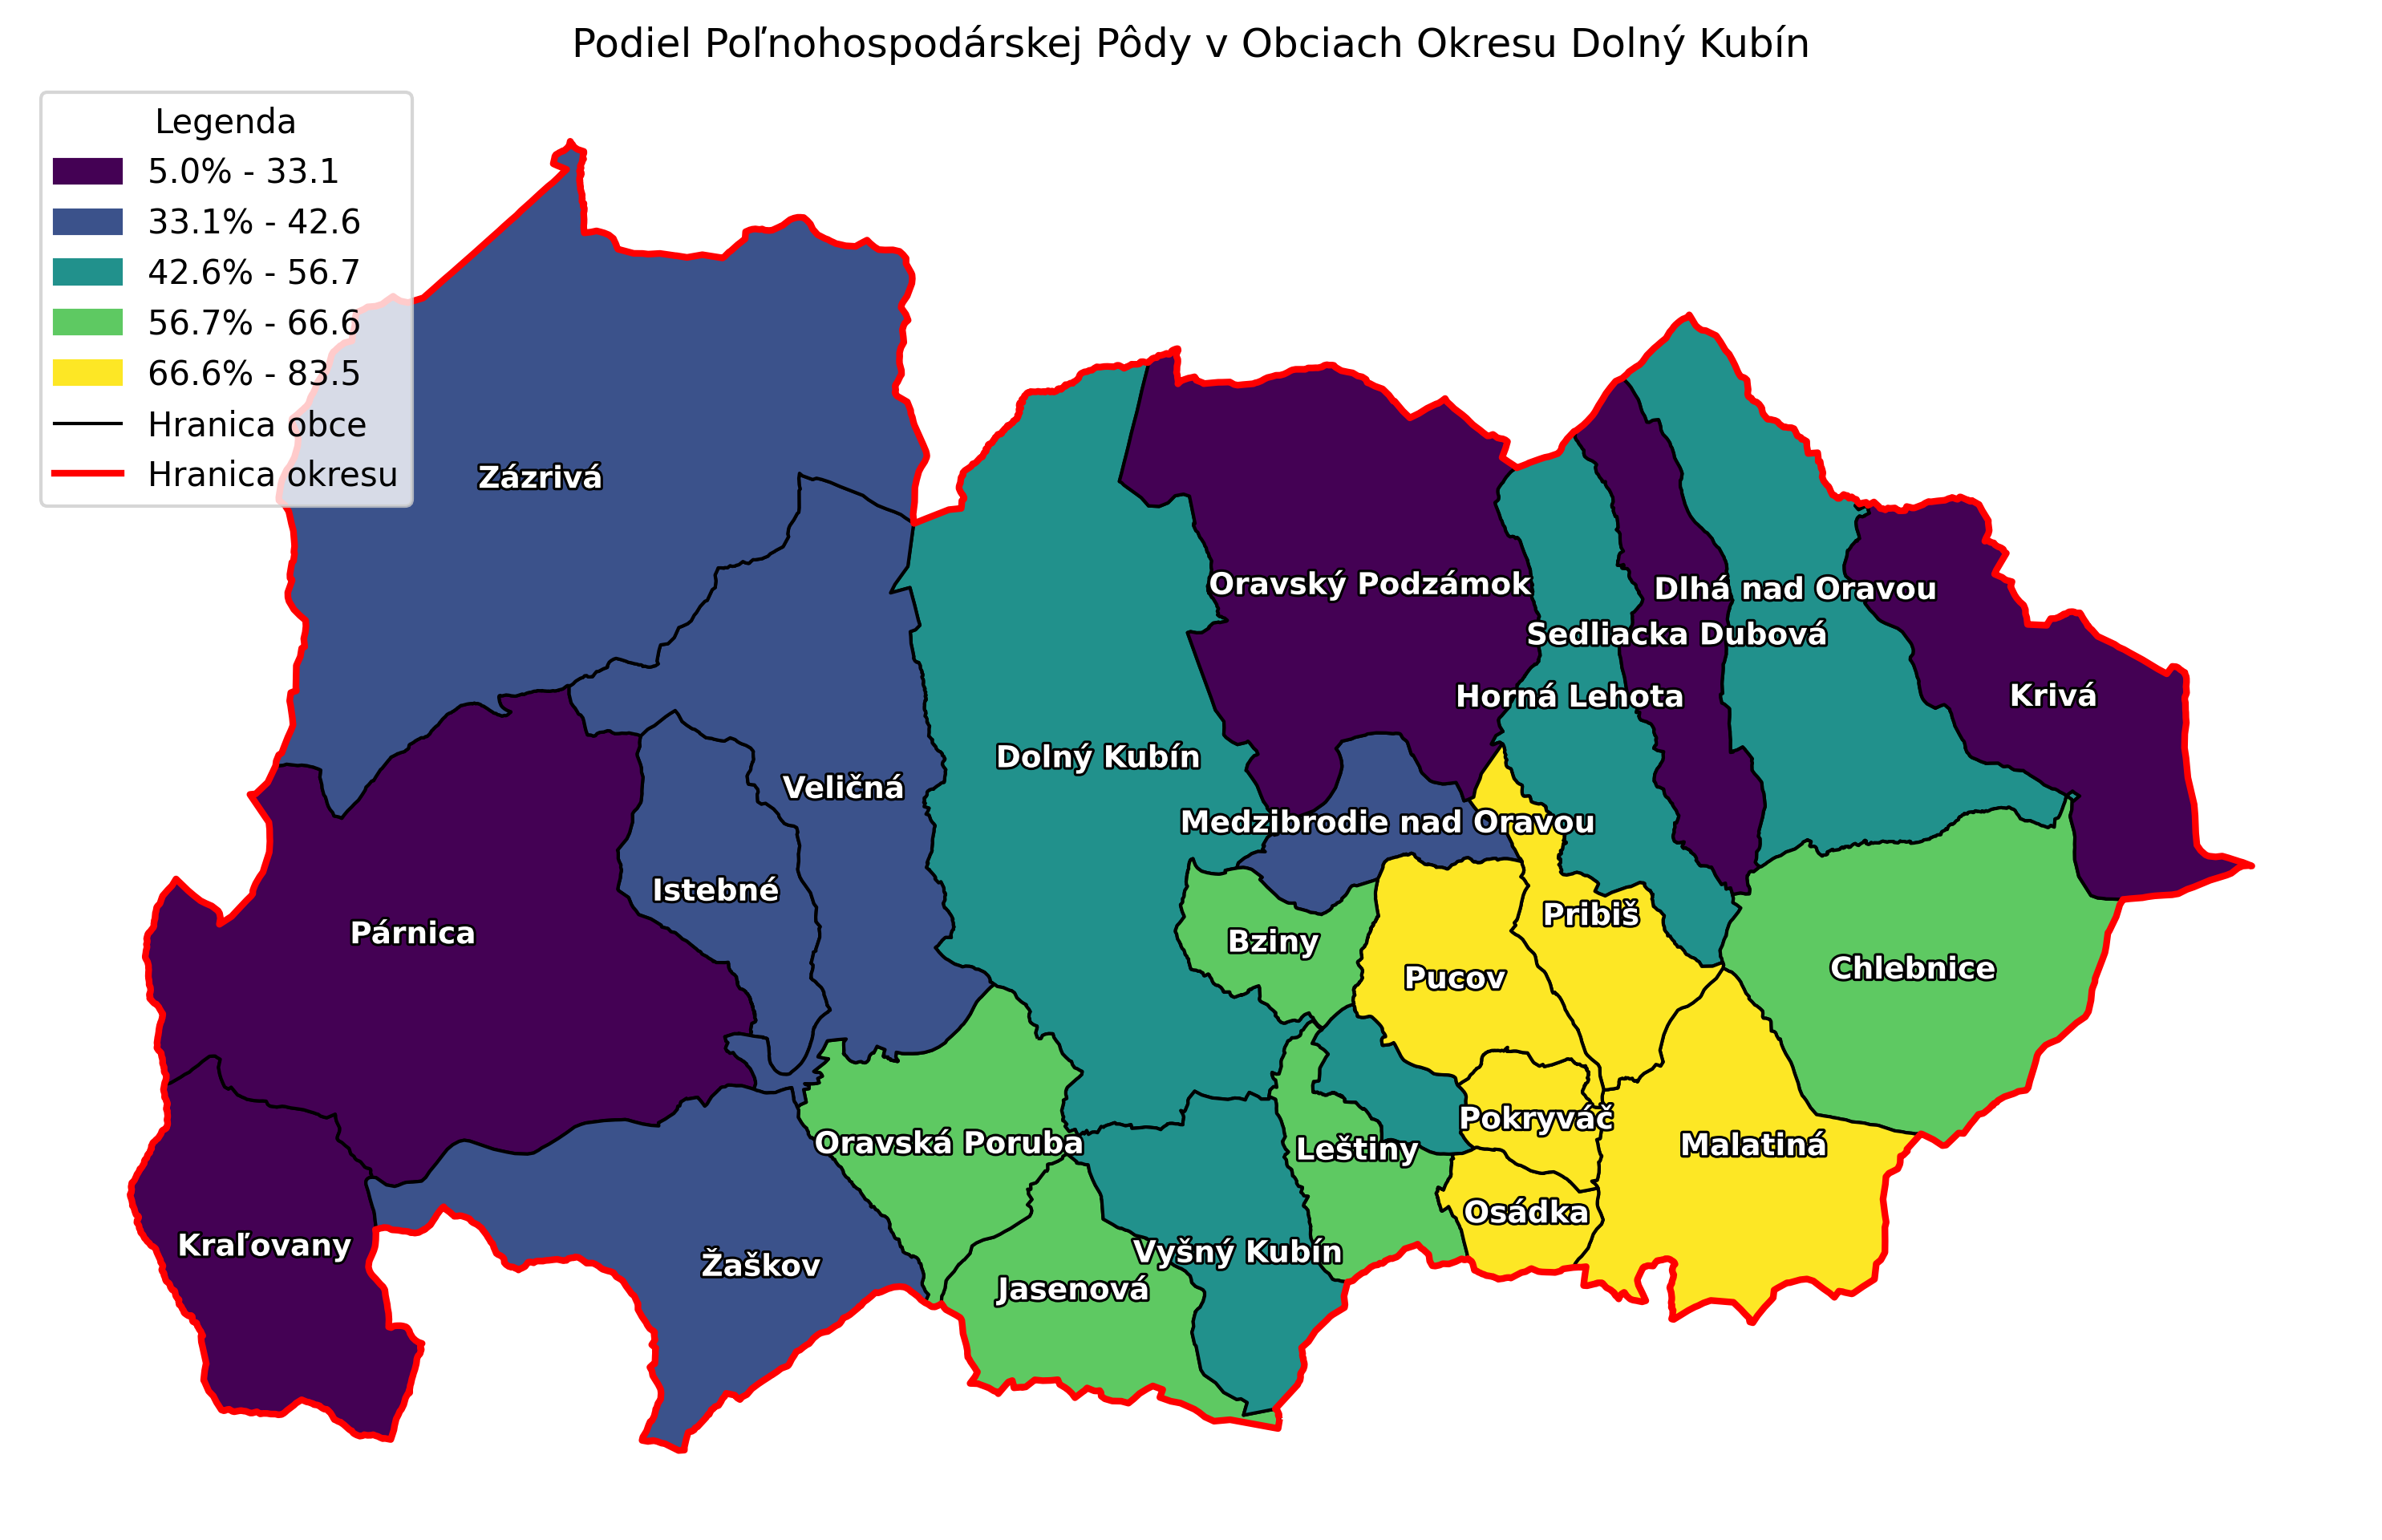 Podiel Poľnohospodárskej Pôdy v Obciach Okresu Dolný Kubín
Legenda
5.0% - 33.1
33.1% - 42.6
42.6% - 56.7
56.7% - 66.6
66.6% - 83.5
Hranica obce
Hranica okresu
Zázrivá
Oravský Podzámok
Dlhá nad Oravou
Sedliacka Dubová
Horná Lehota
Krivá
Dolný Kubín
Veličná
Medzibrodie nad Oravou
Istebné
Pribiš
Párnica
Bziny
Pucov
Chlebnice
Pokryváč
Oravská Poruba
Leštiny
Malatiná
Osádka
Kraľovany
Vyšný Kubín
Žaškov
Jasenová